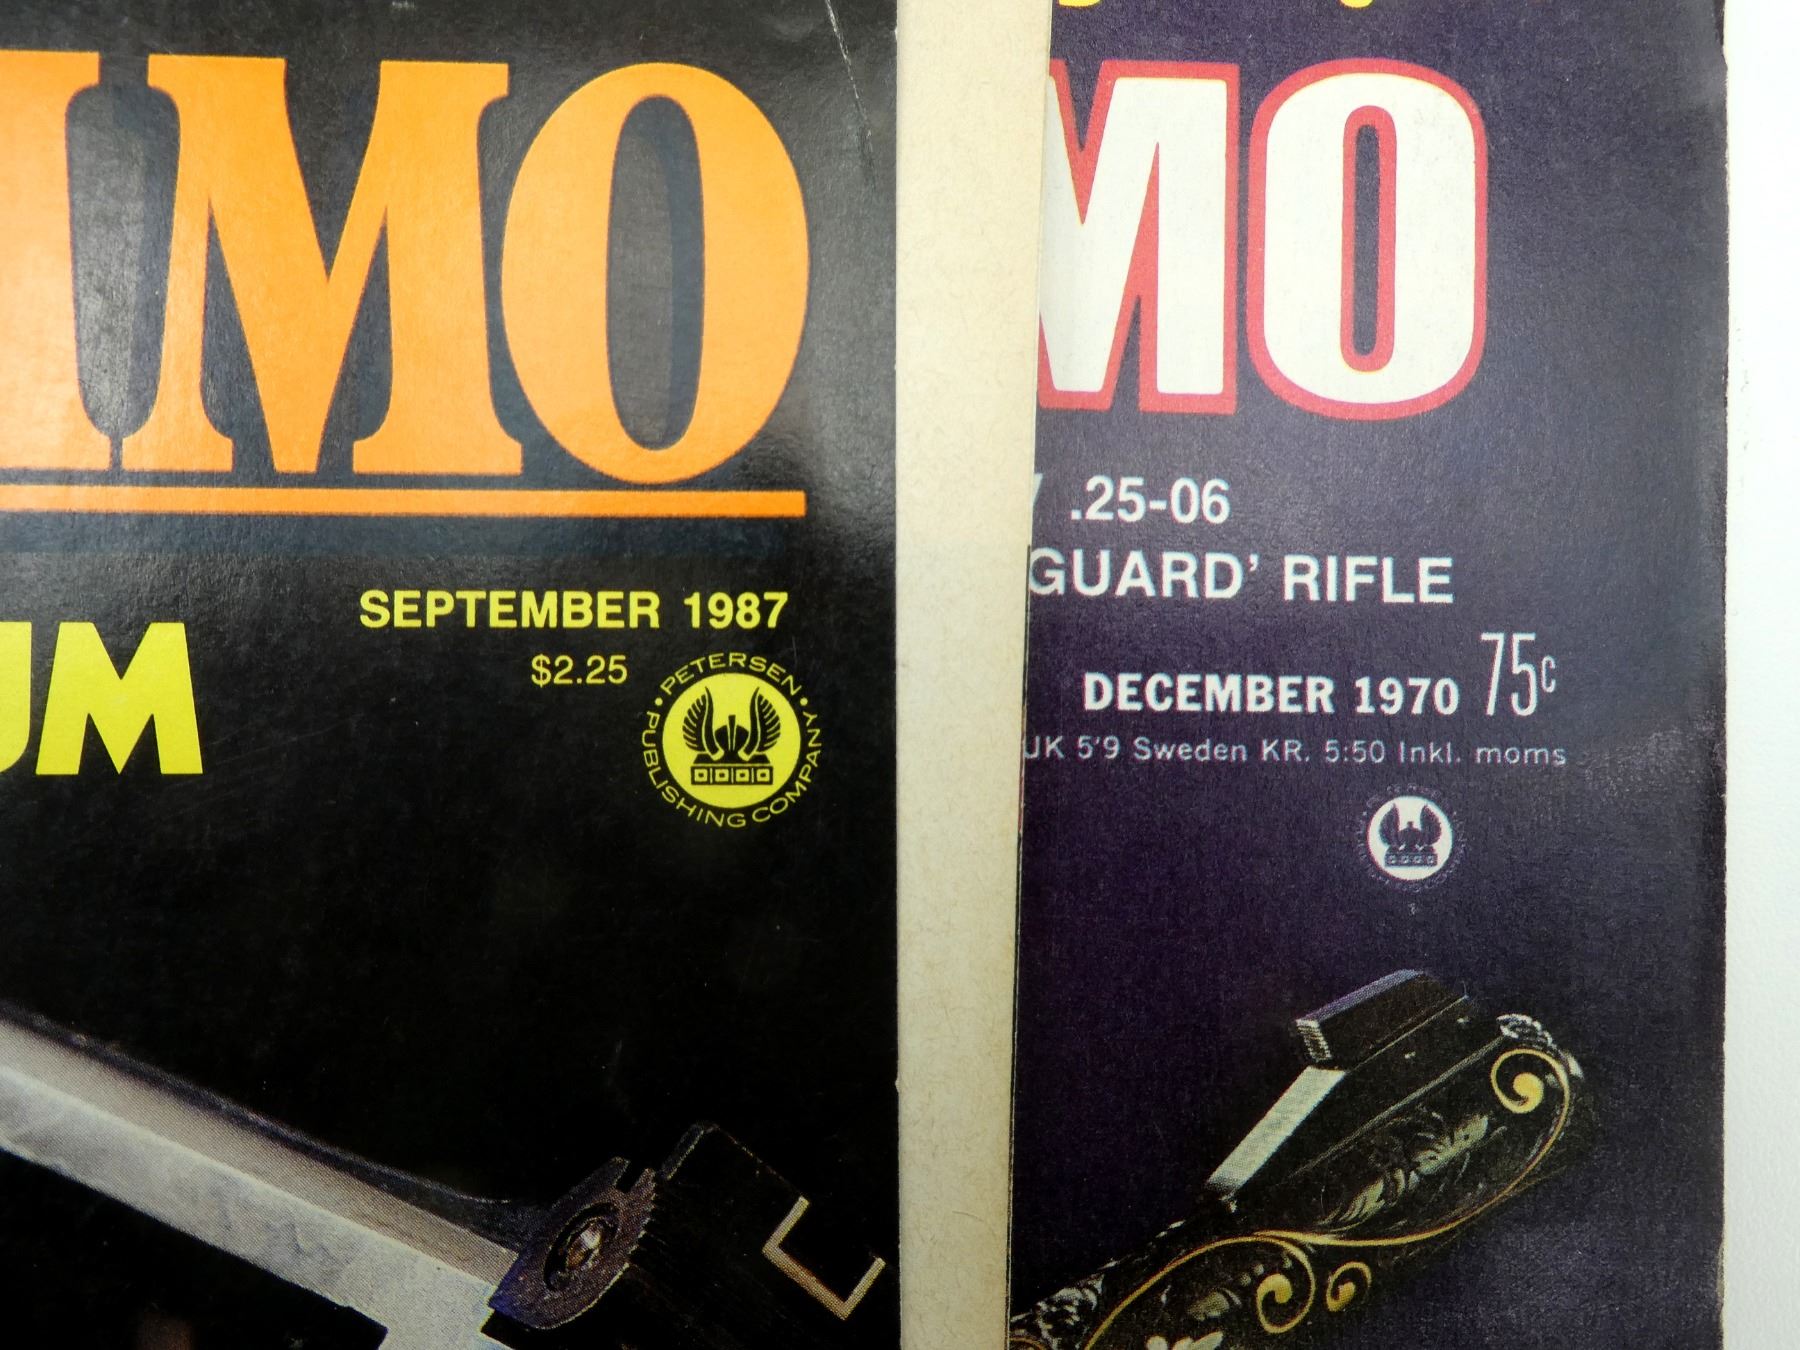 MMO
SEPTEMBER 1987
$2.25
UM
PETERSEN PUBLISHING COMPANY
MO
.25-06
GUARD' RIFLE
DECEMBER 1970 75c
UK 5'9 Sweden KR. 5:50 Inkl. moms